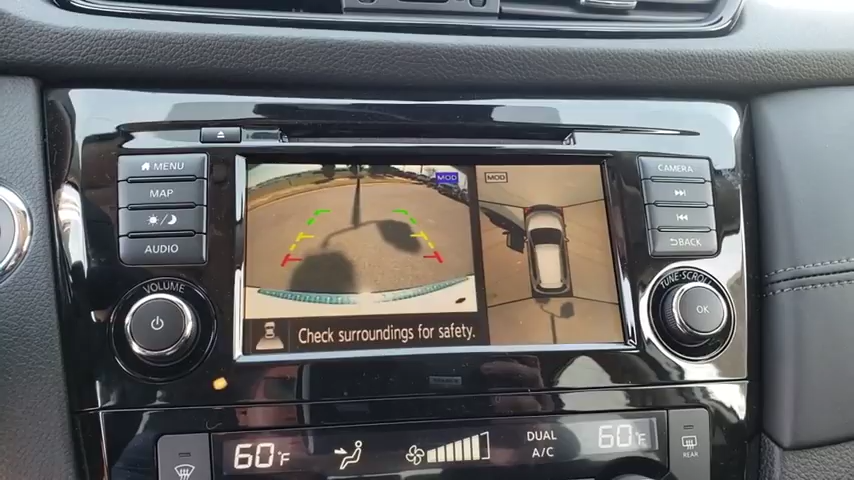 MENU
MAP
AUDIO
VOLUME
MOD
MOD
Check surroundings for safety.
CAMERA
BACK
TUNE·SCROLL
OK
60°F
DUAL
A/C
60°F
REAR